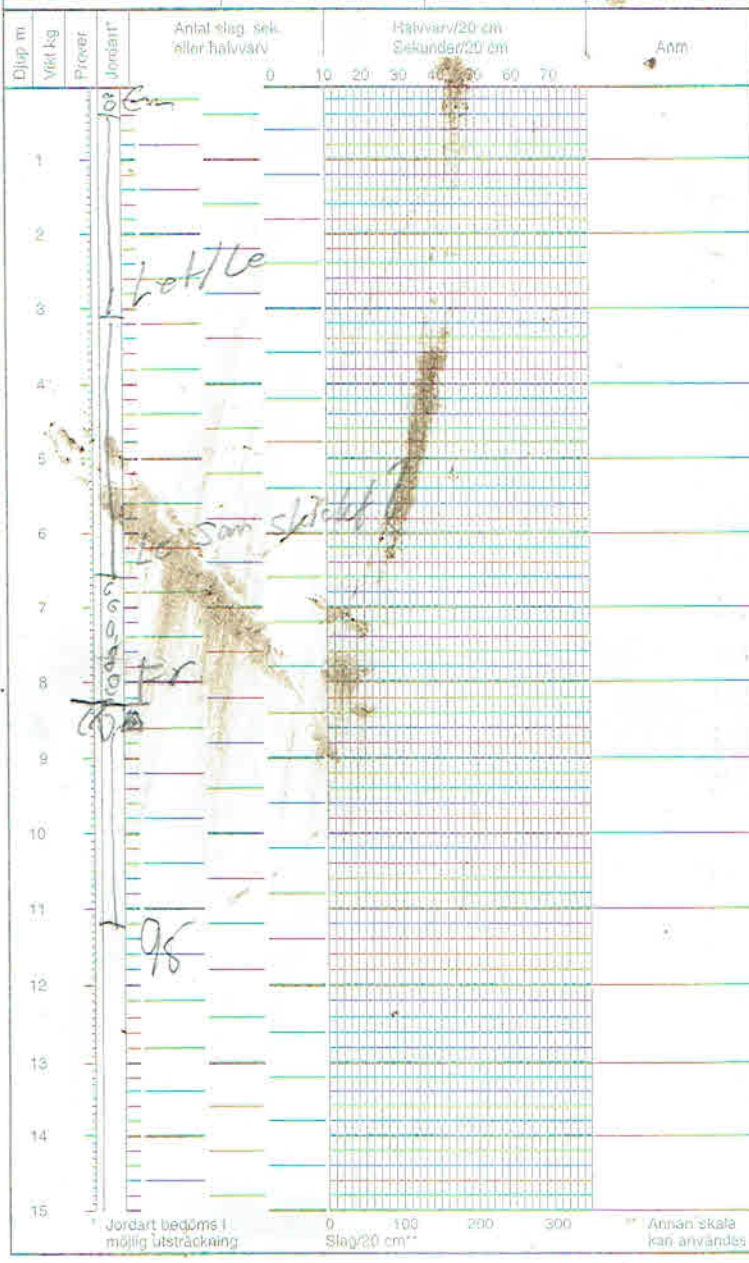 Djup m
Vikt kg
Prover
Jordart*
Antal slag, sek.
eller halvvarv
Halvvarv/20 cm
Sekunder/20 cm
Anm
0 10 20 30 40 50 60 70
1
2
Let/Le
3
4
5
6
Le San skickt
7
8
Fr
9
10
11
12
13
14
15
* Jordart bedöms i
möjlig utsträckning
0 100 200 300
Slag/20 cm**
** Annan skala
kan användas